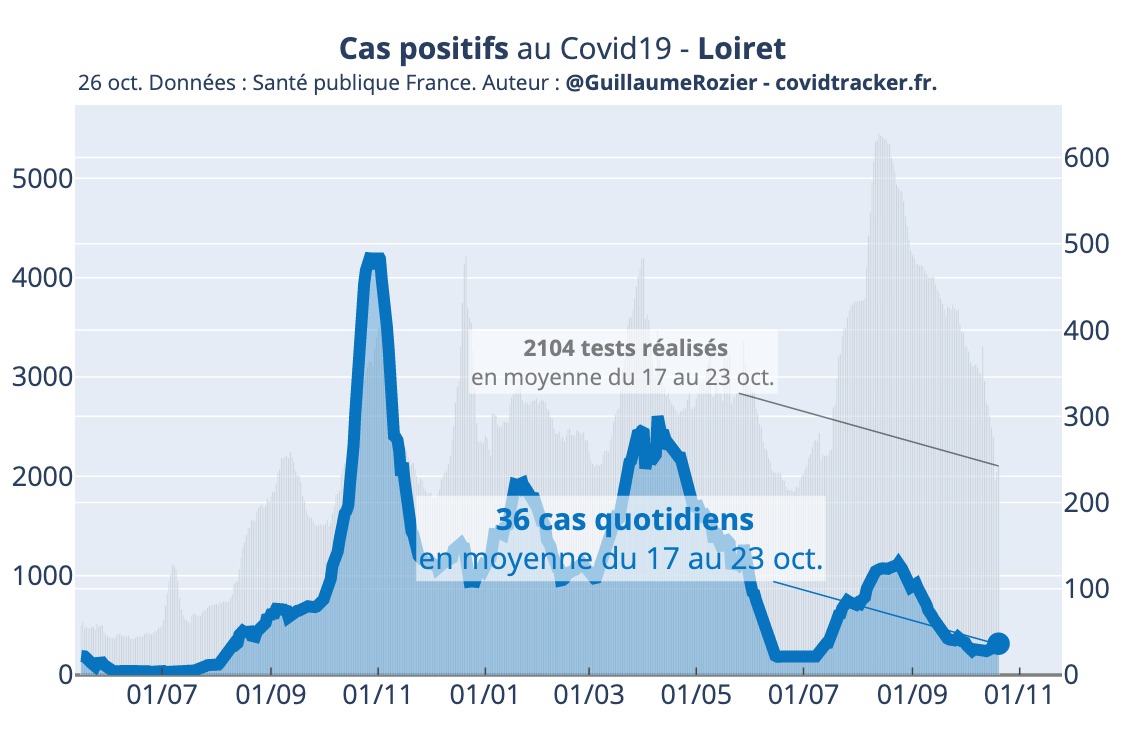 Cas positifs au Covid19 - Loiret
26 oct. Données : Santé publique France. Auteur : @GuillaumeRozier - covidtracker.fr.
600
5000
500
4000
400
2104 tests réalisés
3000
en moyenne du 17 au 23 oct.
300
2000
200
36 cas quotidiens
en moyenne du 17 au 23 oct.
1000
100
0
0
01/07 01/09 01/11 01/01 01/03 01/05 01/07 01/09 01/11